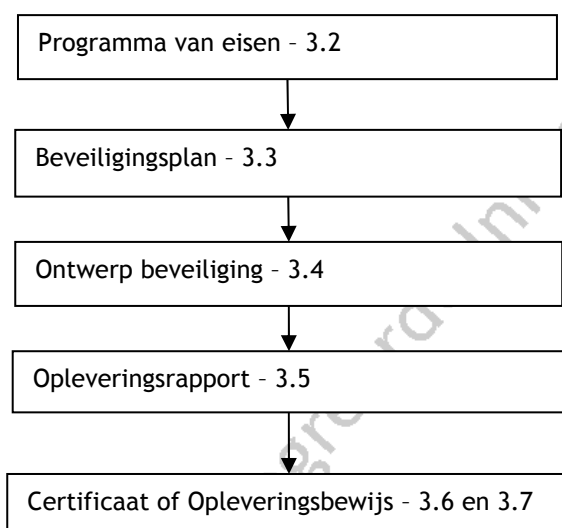 Programma van eisen – 3.2
Beveiligingsplan – 3.3
Ontwerp beveiliging – 3.4
Opleveringsrapport – 3.5
Certificaat of Opleveringsbewijs – 3.6 en 3.7